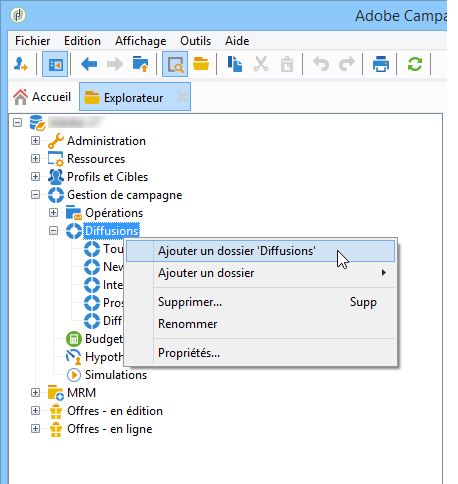 Adobe Campa
Fichier Edition Affichage Outils Aide
Accueil Explorateur
Administration
Ressources
Profils et Cibles
Gestion de campagne
Opérations
Diffusions
Tou
New
Inte
Pros
Diff
Budget
Hypoth
Simulations
MRM
Offres - en édition
Offres - en ligne
Ajouter un dossier 'Diffusions'
Ajouter un dossier
Supprimer... Supp
Renommer
Propriétés...